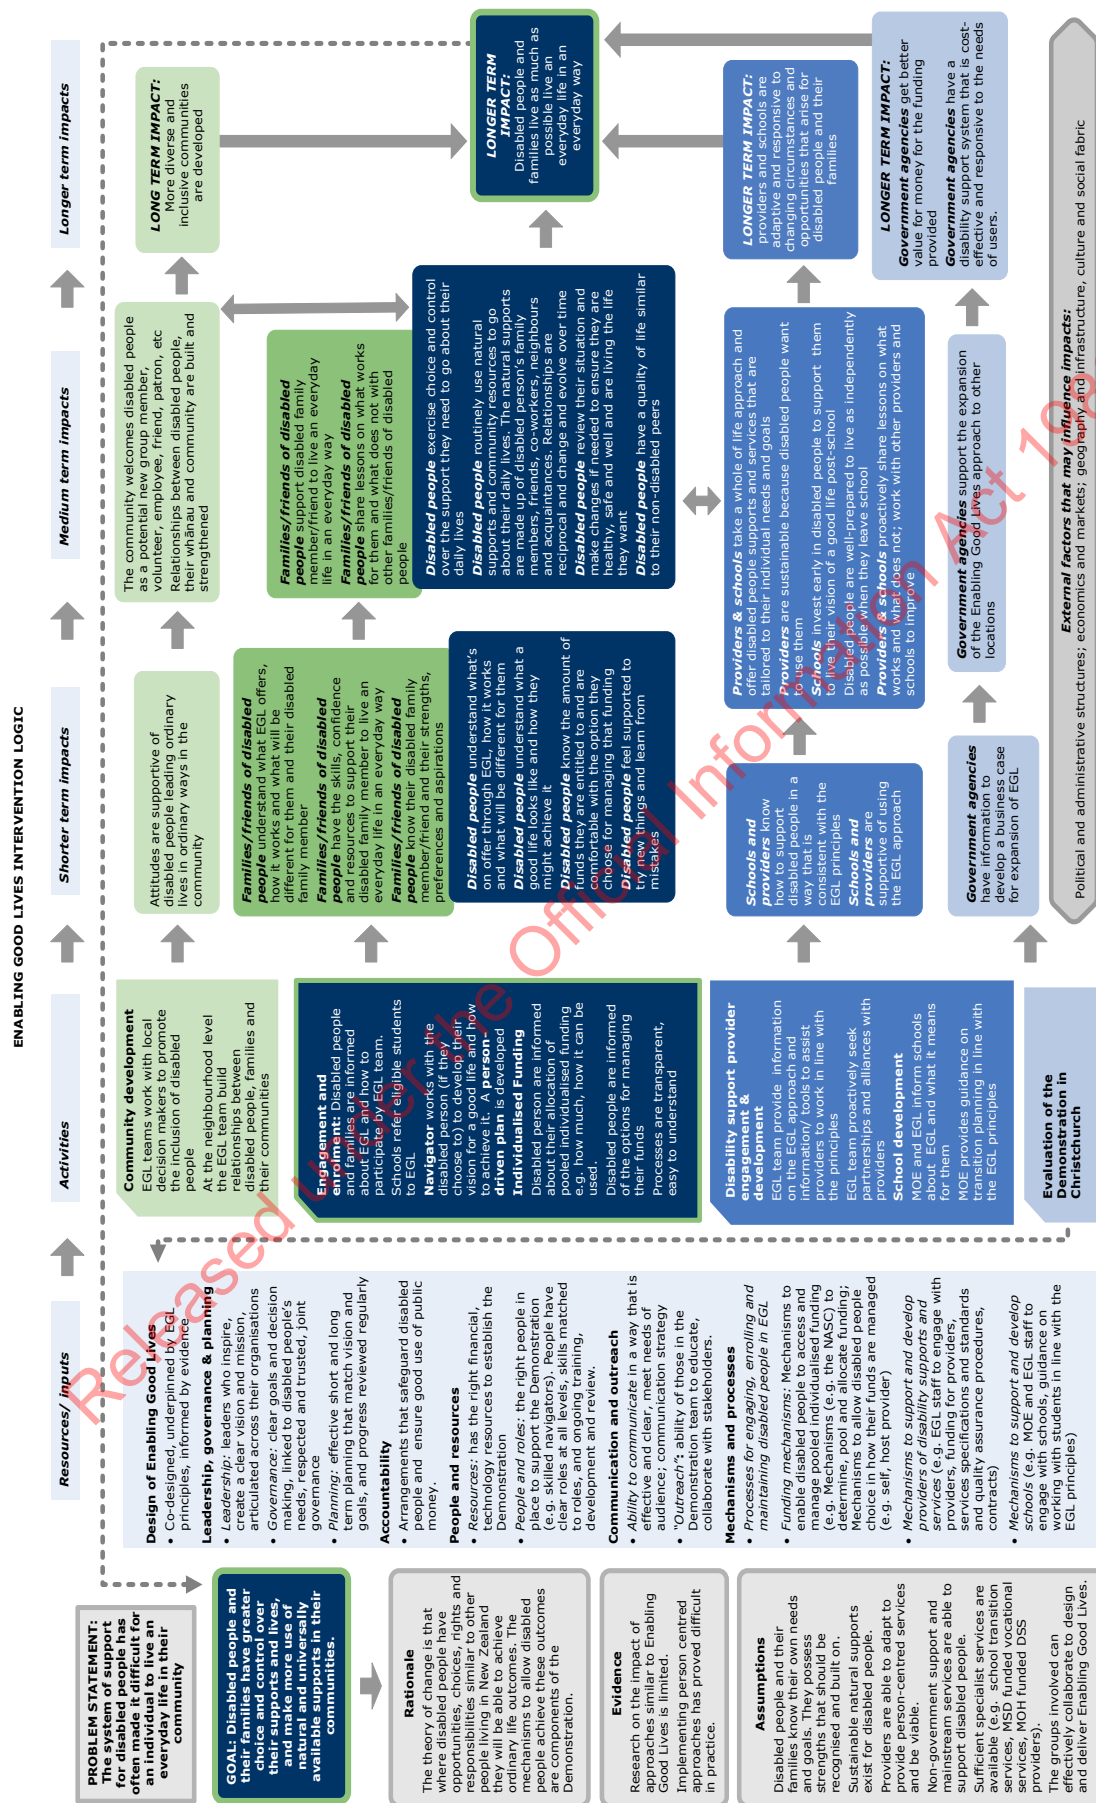 ENABLING GOOD LIVES INTERVENTION LOGIC
Resources/ inputs
Activities
Shorter term impacts
Medium term impacts
Longer term impacts
PROBLEM STATEMENT:
The system of support
for disabled people has
often made it difficult for
an individual to live an
everyday life in their
community
GOAL: Disabled people and
their families have greater
choice and control over
their supports and lives,
and make more use of
natural and universally
available supports in their
communities.
Rationale
The theory of change is that
where disabled people have
opportunities, choices, rights and
responsibilities similar to other
people living in New Zealand
they will be able to achieve
ordinary life outcomes. The
mechanisms to allow disabled
people achieve these outcomes
are components of the
Demonstration.
Evidence
Research on the impact of
approaches similar to Enabling
Good Lives is limited.
Implementing person centred
approaches has proved difficult
in practice.
Assumptions
Disabled people and their
families know their own needs
and goals. They possess
strengths that should be
recognised and built on.
Sustainable natural supports
exist for disabled people.
Providers are able to adapt to
provide person-centred services
and be viable.
Non-government support and
mainstream services are able to
support disabled people.
Sufficient specialist services are
available (e.g. school transition
services, MSD funded vocational
services, MOH funded DSS
providers).
The groups involved can
effectively collaborate to design
and deliver Enabling Good Lives.
Design of Enabling Good Lives
• Co-designed, underpinned by EGL
principles, informed by evidence
Leadership, governance & planning
• Leadership: leaders who inspire,
create a clear vision and mission,
articulated across their organisations
• Governance: clear goals and decision
making, linked to disabled people's
needs, respected and trusted, joint
governance
• Planning: effective short and long
term planning that match vision and
goals, and progress reviewed regularly
Accountability
• Arrangements that safeguard disabled
people and ensure good use of public
money.
People and resources
• Resources: has the right financial,
technology resources to establish the
Demonstration
• People and roles: the right people in
place to support the Demonstration
(e.g. skilled navigators). People have
clear roles at all levels, skills matched
to roles, and ongoing training,
development and review.
Communication and outreach
• Ability to communicate in a way that is
effective and clear, meet needs of
audience; communication strategy
• "Outreach": ability of those in the
Demonstration team to educate,
collaborate with stakeholders.
Mechanisms and processes
• Processes for engaging, enrolling and
maintaining disabled people in EGL
• Funding mechanisms: Mechanisms to
enable disabled people to access and
manage pooled individualised funding
(e.g. Mechanisms (e.g. the NASC) to
determine, pool and allocate funding;
Mechanisms to allow disabled people
choice in how their funds are managed
(e.g. self, host provider)
• Mechanisms to support and develop
providers of disability supports and
services (e.g. EGL staff to engage with
providers, funding for providers,
services specifications and standards
and quality assurance procedures,
contracts)
• Mechanisms to support and develop
schools (e.g. MOE and EGL staff to
engage with schools, guidance on
working with students in line with the
EGL principles)
Community development
EGL teams work with local
decision makers to promote
the inclusion of disabled
people
At the neighbourhood level
the EGL team build
relationships between
disabled people, families and
their communities
Engagement and
enrolment: Disabled people
and families are informed
about EGL and how to
participate by EGL team.
Schools refer eligible students
to EGL
Navigator works with the
disabled person (if they
choose to) to develop their
vision for a good life and how
to achieve it. A person-
driven plan is developed
Individualised Funding
Disabled person are informed
about their allocation of
pooled individualised funding
e.g. how much, how it can be
used.
Disabled people are informed
of the options for managing
their funds
Processes are transparent,
easy to understand
Disability support provider
engagement &
development
EGL team provide information
on the EGL approach and
information/ tools to assist
providers to work in line with
the principles
EGL team proactively seek
partnerships and alliances with
providers
School development
MOE and EGL inform schools
about EGL and what it means
for them
MOE provides guidance on
transition planning in line with
the EGL principles
Evaluation of the
Demonstration in
Christchurch
Attitudes are supportive of
disabled people leading ordinary
lives in ordinary ways in the
community
Families/friends of disabled
people understand what EGL offers,
how it works and what will be
different for them and their disabled
family member
Families/friends of disabled
people have the skills, confidence
and resources to support their
disabled family member to live an
everyday life in an everyday way
Families/friends of disabled
people know their disabled family
member/friend and their strengths,
preferences and aspirations
Disabled people understand what's
on offer through EGL, how it works
and what will be different for them
Disabled people understand what a
good life looks like and how they
might achieve it
Disabled people know the amount of
funds they are entitled to and are
comfortable with the option they
choose for managing that funding
Disabled people feel supported to
try new things and learn from
mistakes
Schools and
providers know
how to support
disabled people in a
way that is
consistent with the
EGL principles
Schools and
providers are
supportive of using
the EGL approach
Government agencies
have information to
develop a business case
for expansion of EGL
The community welcomes disabled people
as a potential new group member,
volunteer, employee, friend, patron, etc
Relationships between disabled people,
their whānau and community are built and
strengthened
Families/friends of disabled
people support disabled family
member/friend to live an everyday
life in an everyday way
Families/friends of disabled
people share lessons on what works
for them and what does not with
other families/friends of disabled
people
Disabled people exercise choice and control
over the support they need to go about their
daily lives
Disabled people routinely use natural
supports and community resources to go
about their daily lives. The natural supports
are made up of disabled person's family
members, friends, co-workers, neighbours
and acquaintances. Relationships are
reciprocal and change and evolve over time
Disabled people review their situation and
make changes if needed to ensure they are
healthy, safe and well and are living the life
they want
Disabled people have a quality of life similar
to their non-disabled peers
Providers & schools take a whole of life approach and
offer disabled people supports and services that are
tailored to their individual needs and goals
Providers are sustainable because disabled people want
to use them
Schools invest early in disabled people to support them
to live their vision of a good life post-school
Disabled people are well-prepared to live as independently
as possible when they leave school
Providers & schools proactively share lessons on what
works and what does not; work with other providers and
schools to improve
Government agencies support the expansion
of the Enabling Good Lives approach to other
locations
LONG TERM IMPACT:
More diverse and
inclusive communities
are developed
LONGER TERM
IMPACT:
Disabled people and
families live as much as
possible live an
everyday life in an
everyday way
LONGER TERM IMPACT:
providers and schools are
adaptive and responsive to
changing circumstances and
opportunities that arise for
disabled people and their
families
LONGER TERM IMPACT:
Government agencies get better
value for money for the funding
provided
Government agencies have a
disability support system that is cost-
effective and responsive to the needs
of users.
External factors that may influence impacts:
Political and administrative structures; economics and markets; geography and infrastructure, culture and social fabric
Released under the Official Information Act 198